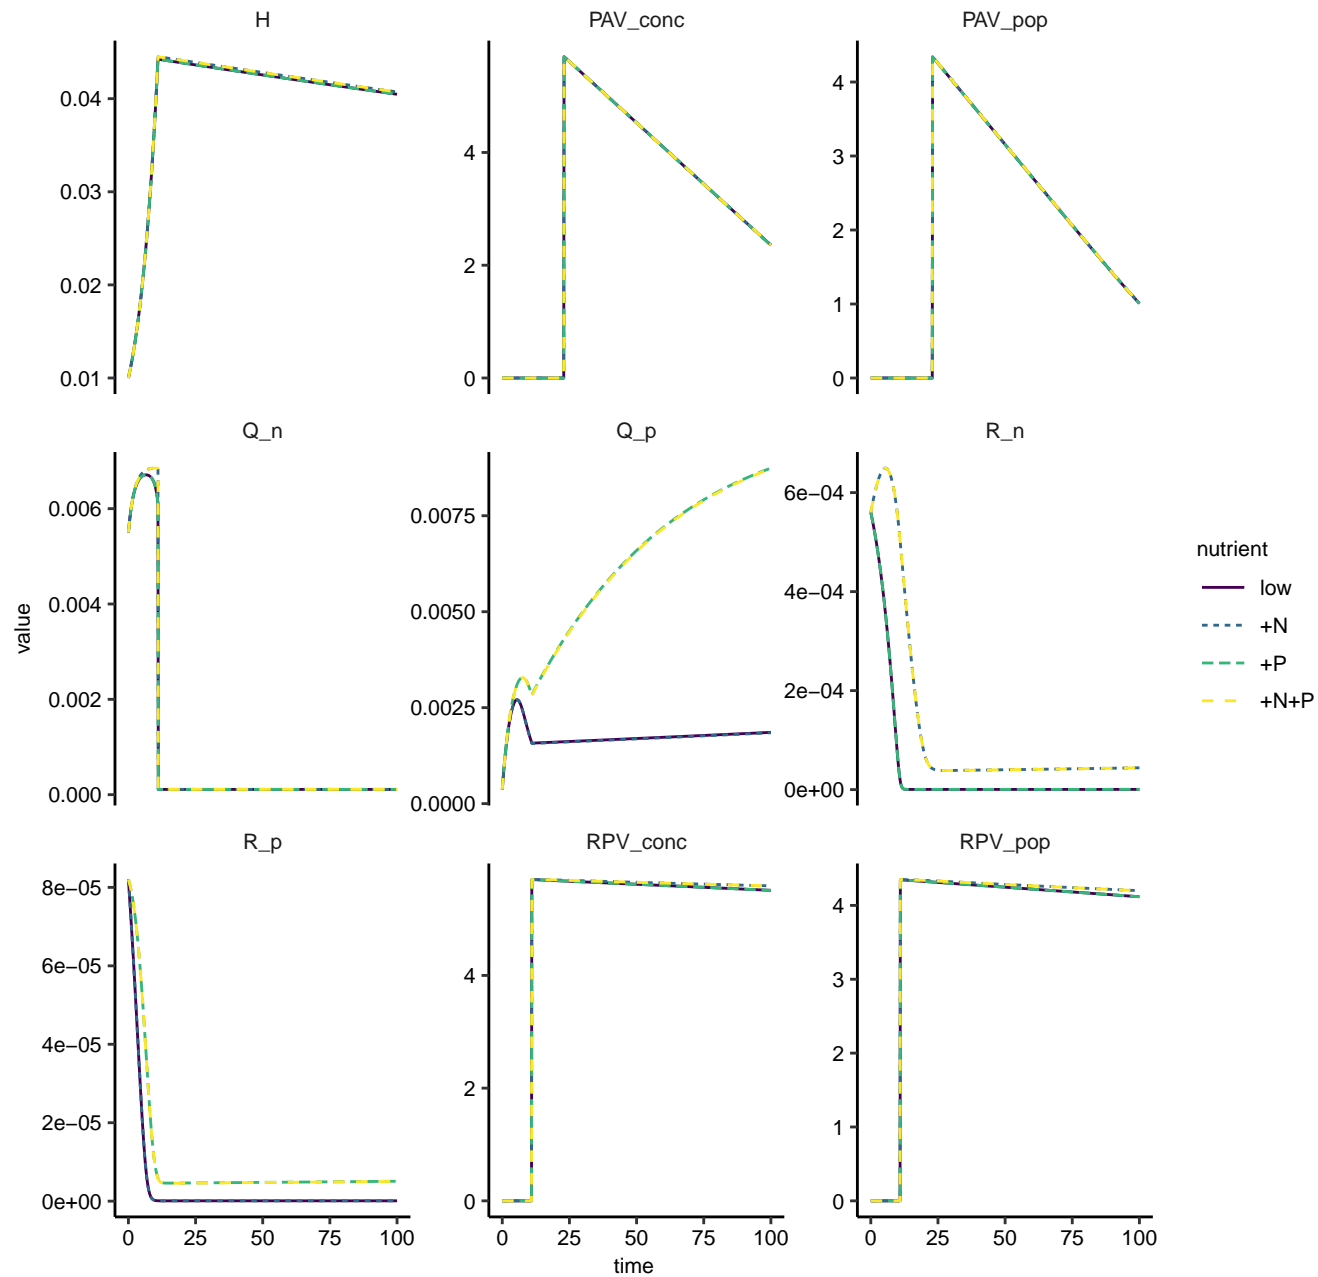 H
PAV_conc
PAV_pop
0.04
0.03
0.02
0.01
4
2
0
4
3
2
1
0
Q_n
Q_p
R_n
0.006
0.004
0.002
0.000
0.0075
0.0050
0.0025
0.0000
6e−04
4e−04
2e−04
0e+00
R_p
RPV_conc
RPV_pop
8e−05
6e−05
4e−05
2e−05
0e+00
4
2
0
4
3
2
1
0
0 25 50 75 100
0 25 50 75 100
0 25 50 75 100
time
value
nutrient
low
+N
+P
+N+P